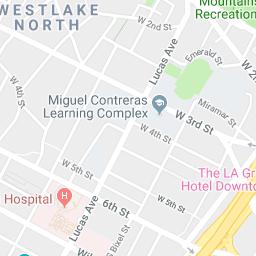 WESTLAKE
NORTH
Mountains
Recreation
W 2nd St
Emerald St
Lucas Ave
W 4th St
Miguel Contreras
Learning Complex
Miramar St
W 3rd St
W 4th St
W 5th St
The LA Gr
Hotel Downto
Hospital
H
6th St
W 5th St
Lucas Ave
S Bixel St